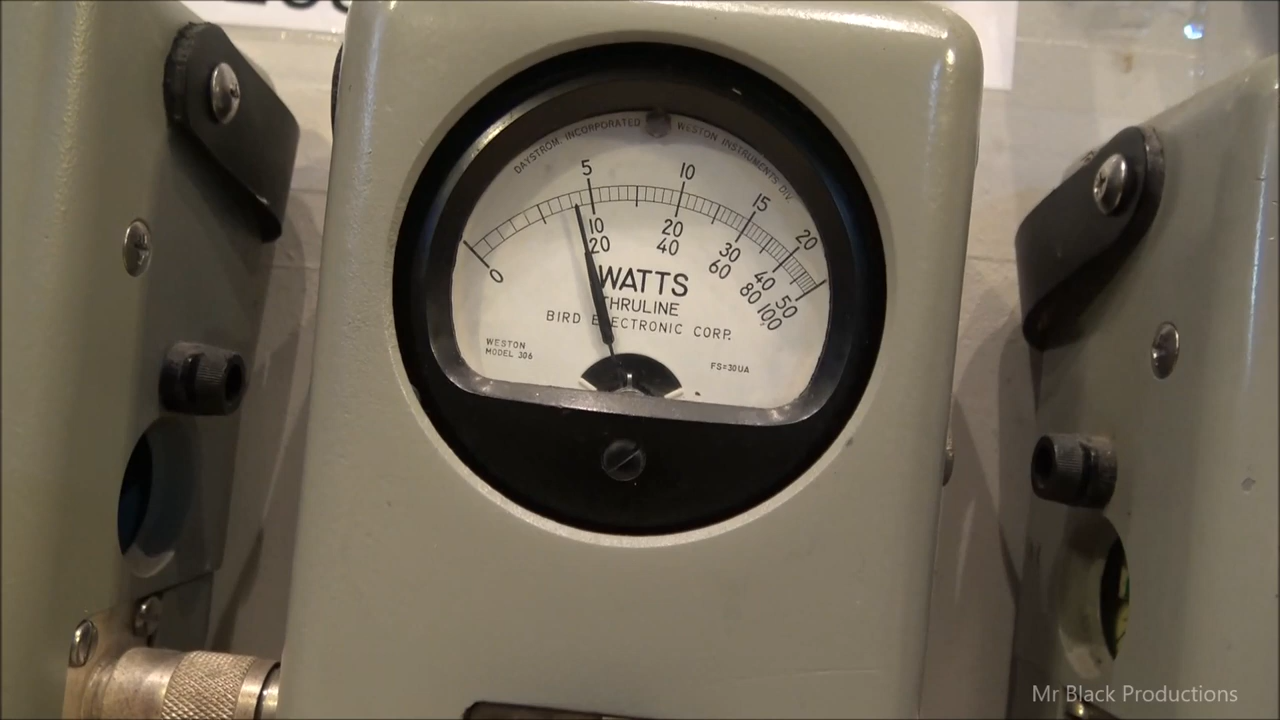 DAYSTROM, INCORPORATED WESTON INSTRUMENTS DIV.
5 10 15 20
0 10 20 30 40 50
20 40 60 80 100
WATTS
THRULINE
BIRD ELECTRONIC CORP.
WESTON
MODEL 306
FS=30UA
Mr Black Productions